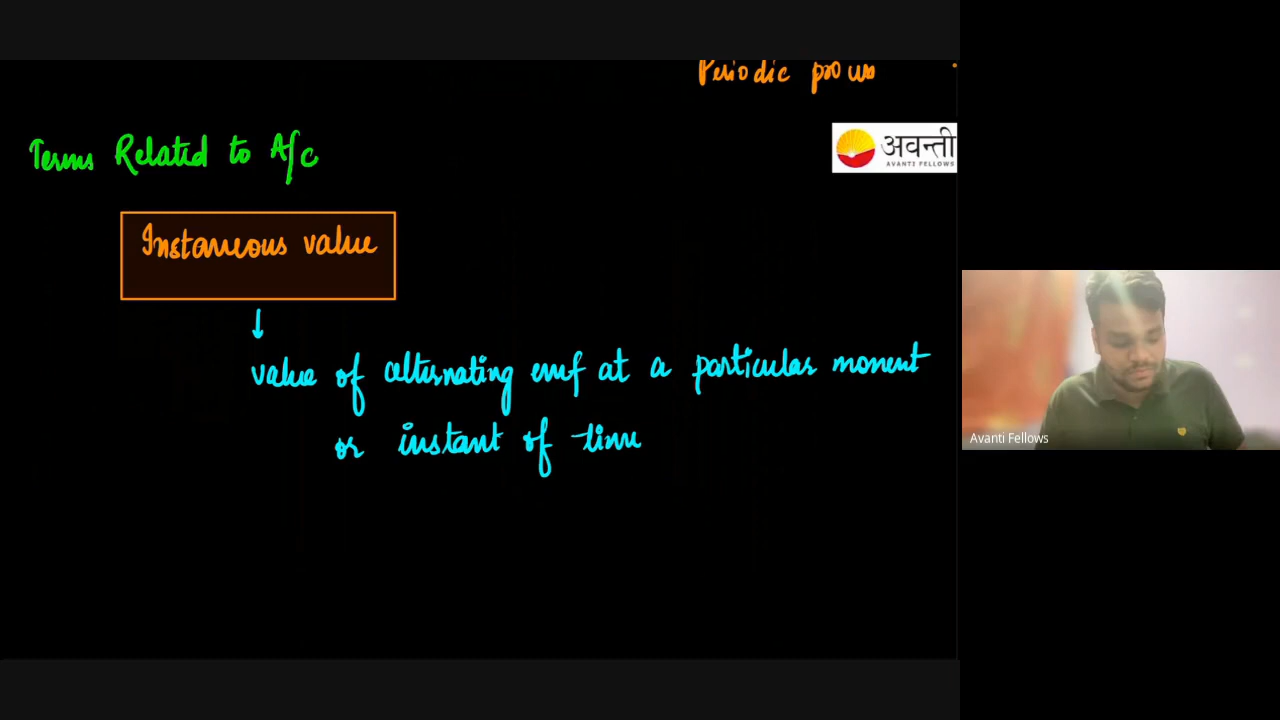 Periodic
Terms Related to A/C
अवन्ती
AVANTI FELLOWS
Instaneous value
↓
value of alternating emf at a particular moment
or instant of time
Avanti Fellows